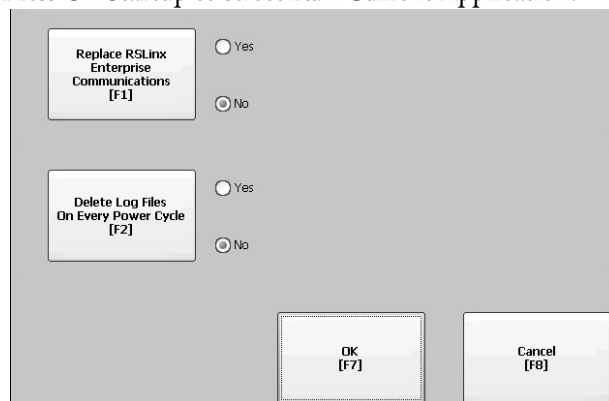 Replace RSLinx
Enterprise
Communications
[F1]
Yes
No
Delete Log Files
On Every Power Cycle
[F2]
Yes
No
OK
[F7]
Cancel
[F8]